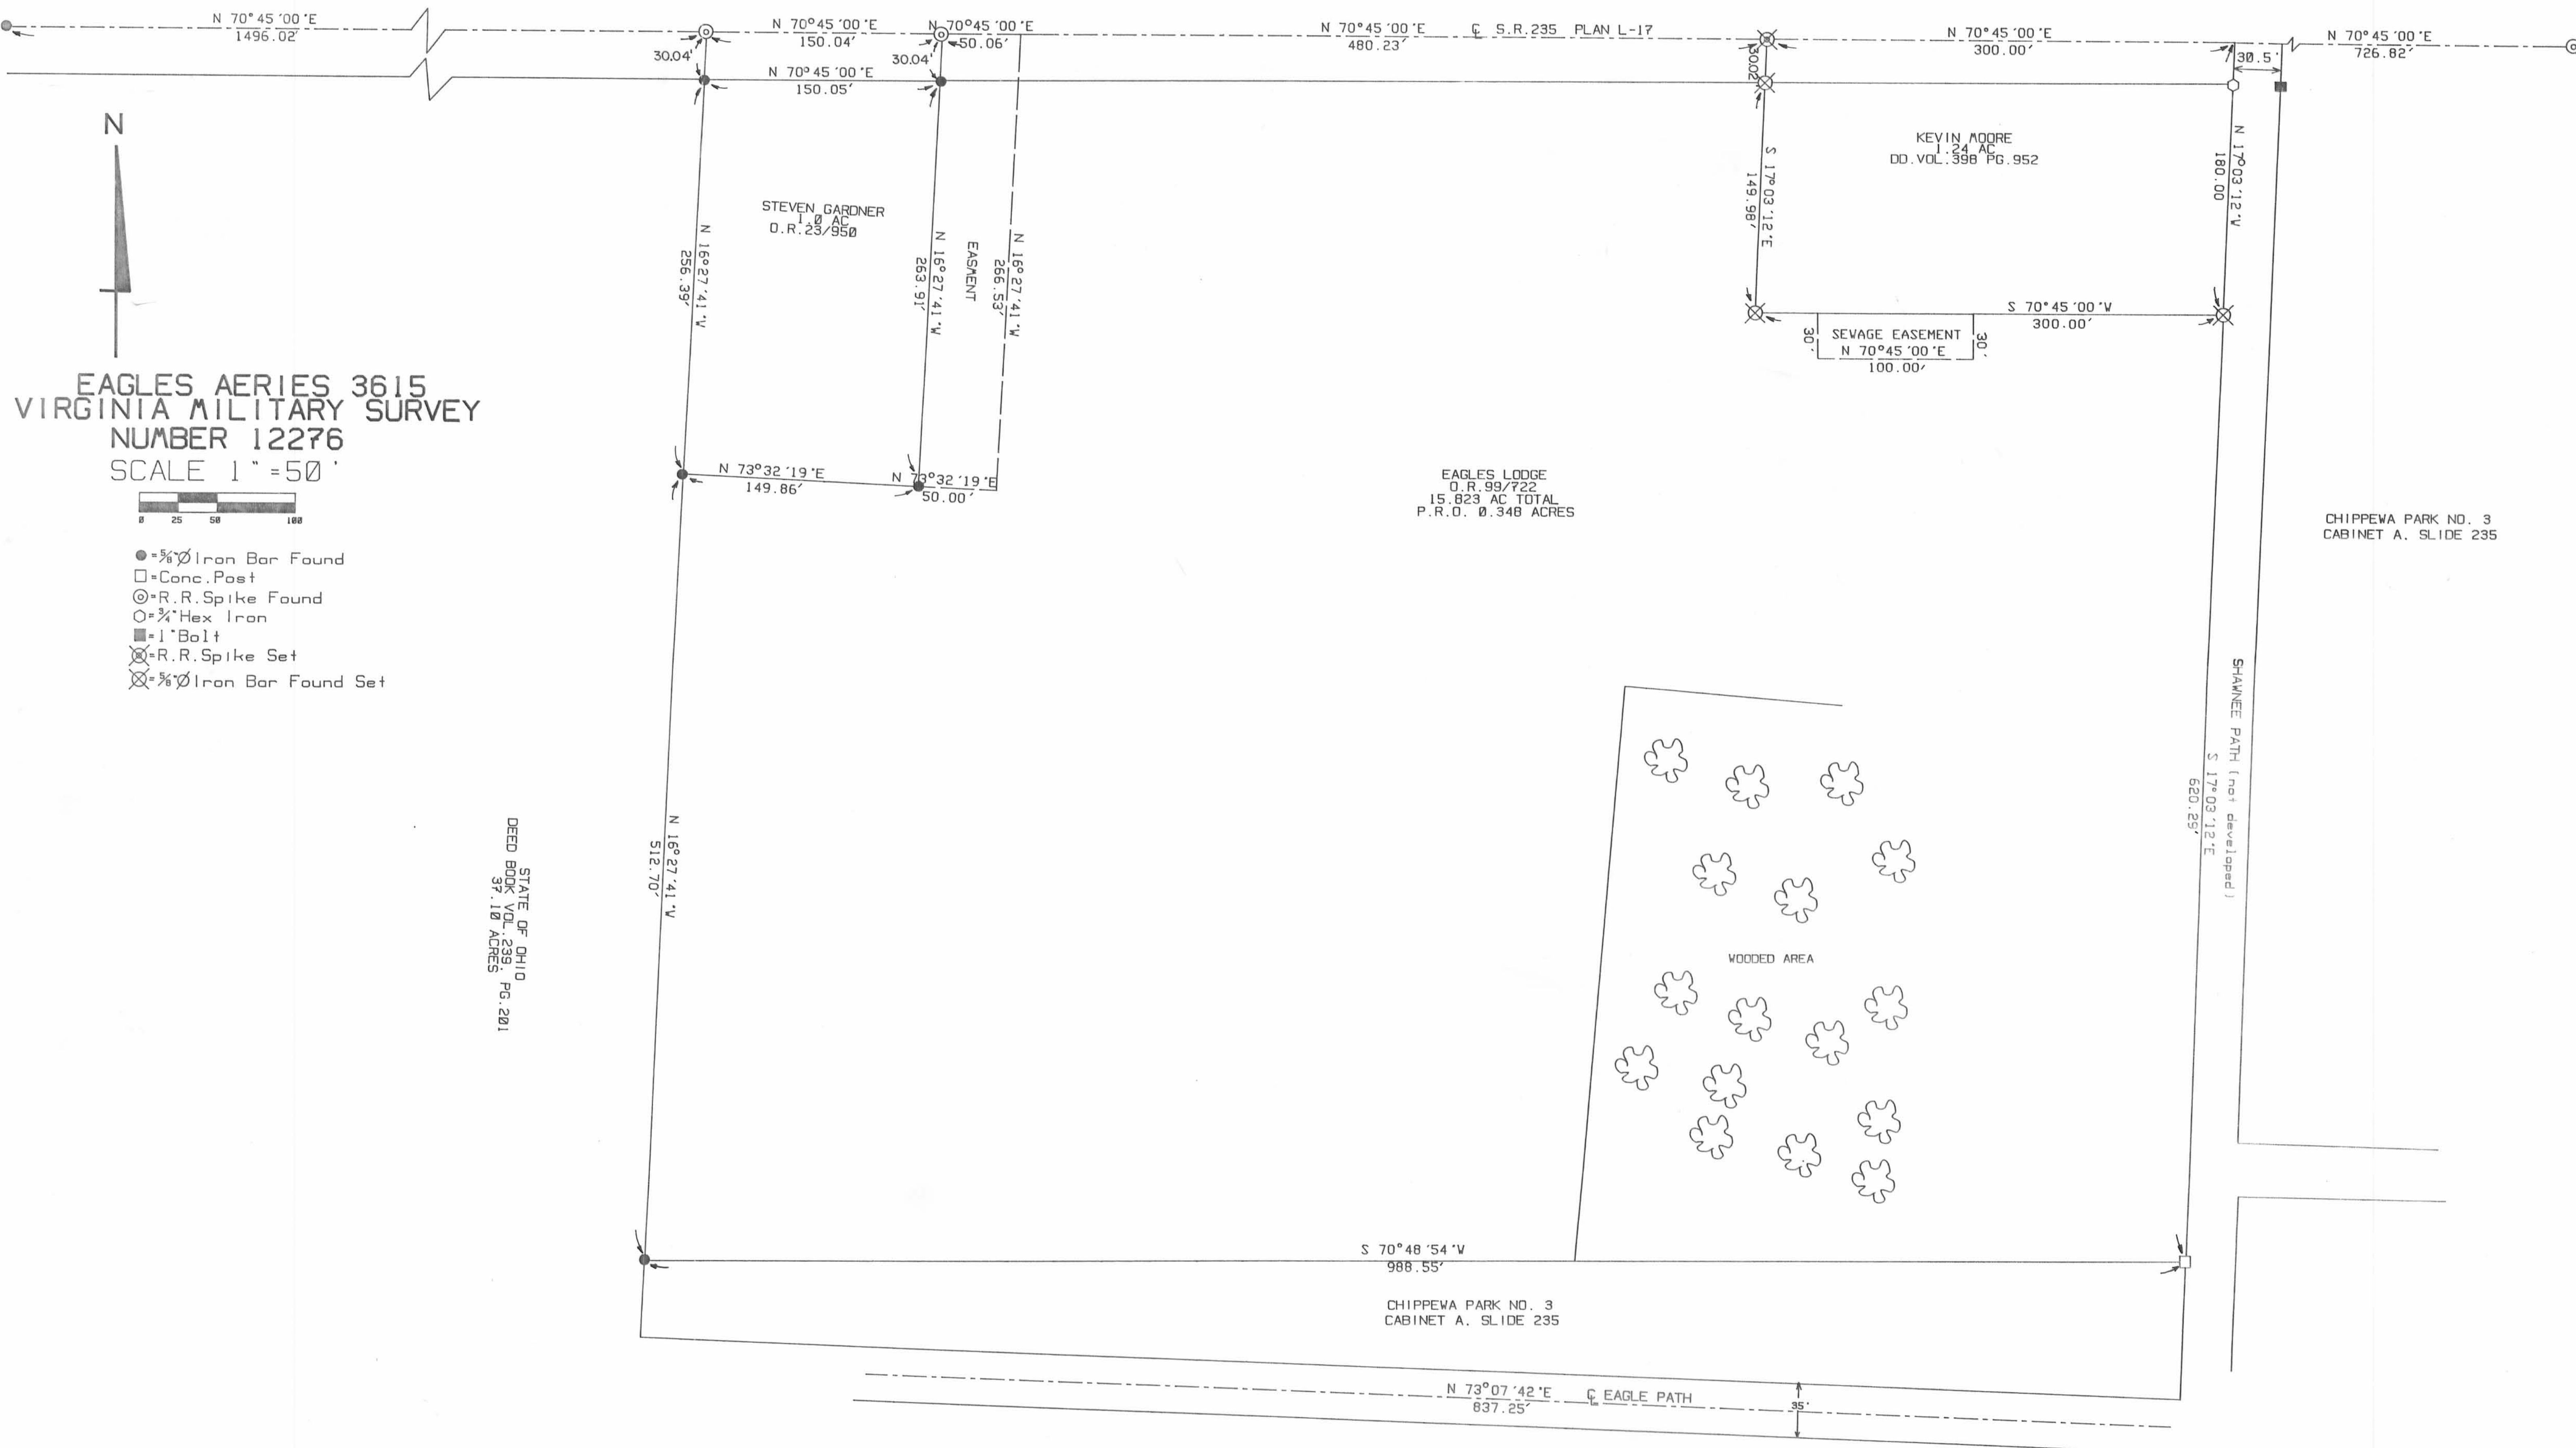 N 70°45'00"E
1496.02'
N 70°45'00"E
150.04'
N 70°45'00"E
50.06'
N 70°45'00"E
480.23'
℄ S.R.235 PLAN L-17
N 70°45'00"E
300.00'
N 70°45'00"E
726.82'
30.04'
30.04'
30.02'
30.5'
N 70°45'00"E
150.05'
N
STEVEN GARDNER
1.0 AC
O.R.23/950
N 16°27'41"W
256.39'
N 16°27'41"W
263.91'
EASMENT
N 16°27'41"W
266.53'
S 17°03'12"E
149.98'
KEVIN MOORE
1.24 AC
DD.VOL.398 PG.952
N 17°03'12"W
180.00
S 70°45'00"W
300.00'
30'
SEWAGE EASEMENT
30'
N 70°45'00"E
100.00'
EAGLES AERIES 3615
VIRGINIA MILITARY SURVEY
NUMBER 12276
SCALE 1"=50'
0 25 50 100
N 73°32'19"E
149.86'
N 73°32'19"E
50.00'
EAGLES LODGE
O.R.99/722
15.823 AC TOTAL
P.R.O. 0.348 ACRES
CHIPPEWA PARK NO. 3
CABINET A. SLIDE 235
=5/8"Ø Iron Bar Found
=Conc.Post
=R.R.Spike Found
=3/4"Hex Iron
=1"Bolt
=R.R.Spike Set
=5/8"Ø Iron Bar Found Set
SHAWNEE PATH (not developed)
S 17°03'12"E
620.29'
N 16°27'41"W
512.70'
STATE OF OHIO
DEED BOOK VOL.239. PG.201
37.10 ACRES
WOODED AREA
S 70°48'54"W
988.55'
CHIPPEWA PARK NO. 3
CABINET A. SLIDE 235
N 73°07'42"E
837.25'
℄ EAGLE PATH
35'